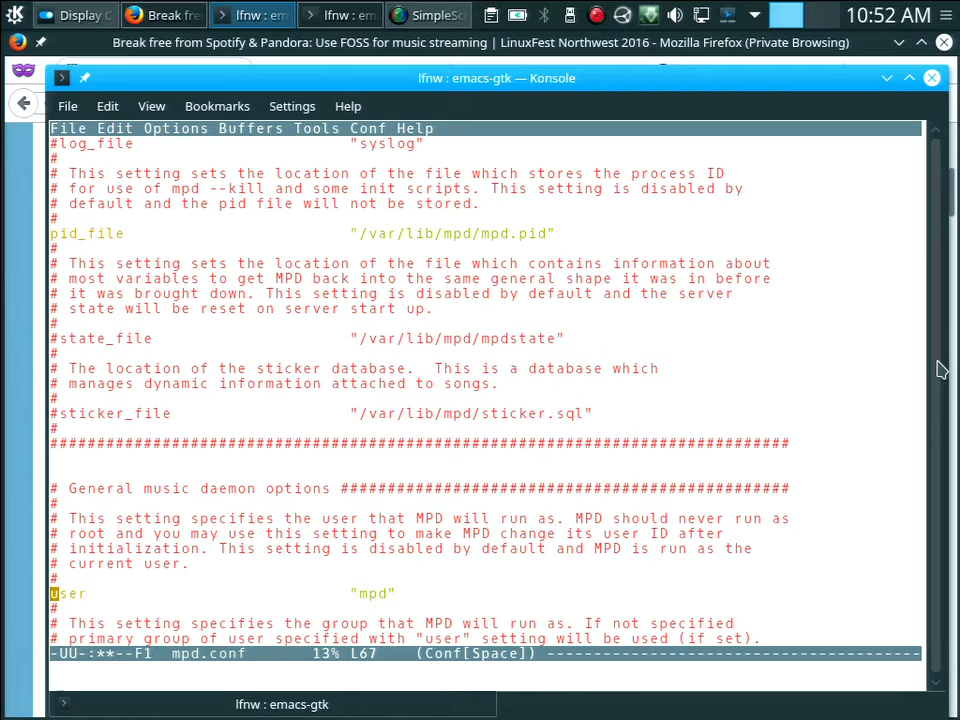 Display C
Break fre
lfnw : em
lfnw : em
SimpleSc
10:52 AM
Break free from Spotify & Pandora: Use FOSS for music streaming | LinuxFest Northwest 2016 - Mozilla Firefox (Private Browsing)
lfnw : emacs-gtk — Konsole
File Edit View Bookmarks Settings Help
File Edit Options Buffers Tools Conf Help
#log_file "syslog"
#
# This setting sets the location of the file which stores the process ID
# for use of mpd --kill and some init scripts. This setting is disabled by
# default and the pid file will not be stored.
#
pid_file "/var/lib/mpd/mpd.pid"
#
# This setting sets the location of the file which contains information about
# most variables to get MPD back into the same general shape it was in before
# it was brought down. This setting is disabled by default and the server
# state will be reset on server start up.
#
#state_file "/var/lib/mpd/mpdstate"
#
# The location of the sticker database.  This is a database which
# manages dynamic information attached to songs.
#
#sticker_file "/var/lib/mpd/sticker.sql"
#
###############################################################################
# General music daemon options ################################################
#
# This setting specifies the user that MPD will run as. MPD should never run as
# root and you may use this setting to make MPD change its user ID after
# initialization. This setting is disabled by default and MPD is run as the
# current user.
#
user "mpd"
#
# This setting specifies the group that MPD will run as. If not specified
# primary group of user specified with "user" setting will be used (if set).
-UU-:**--F1 mpd.conf 13% L67 (Conf[Space]) ----------------------------------------
lfnw : emacs-gtk